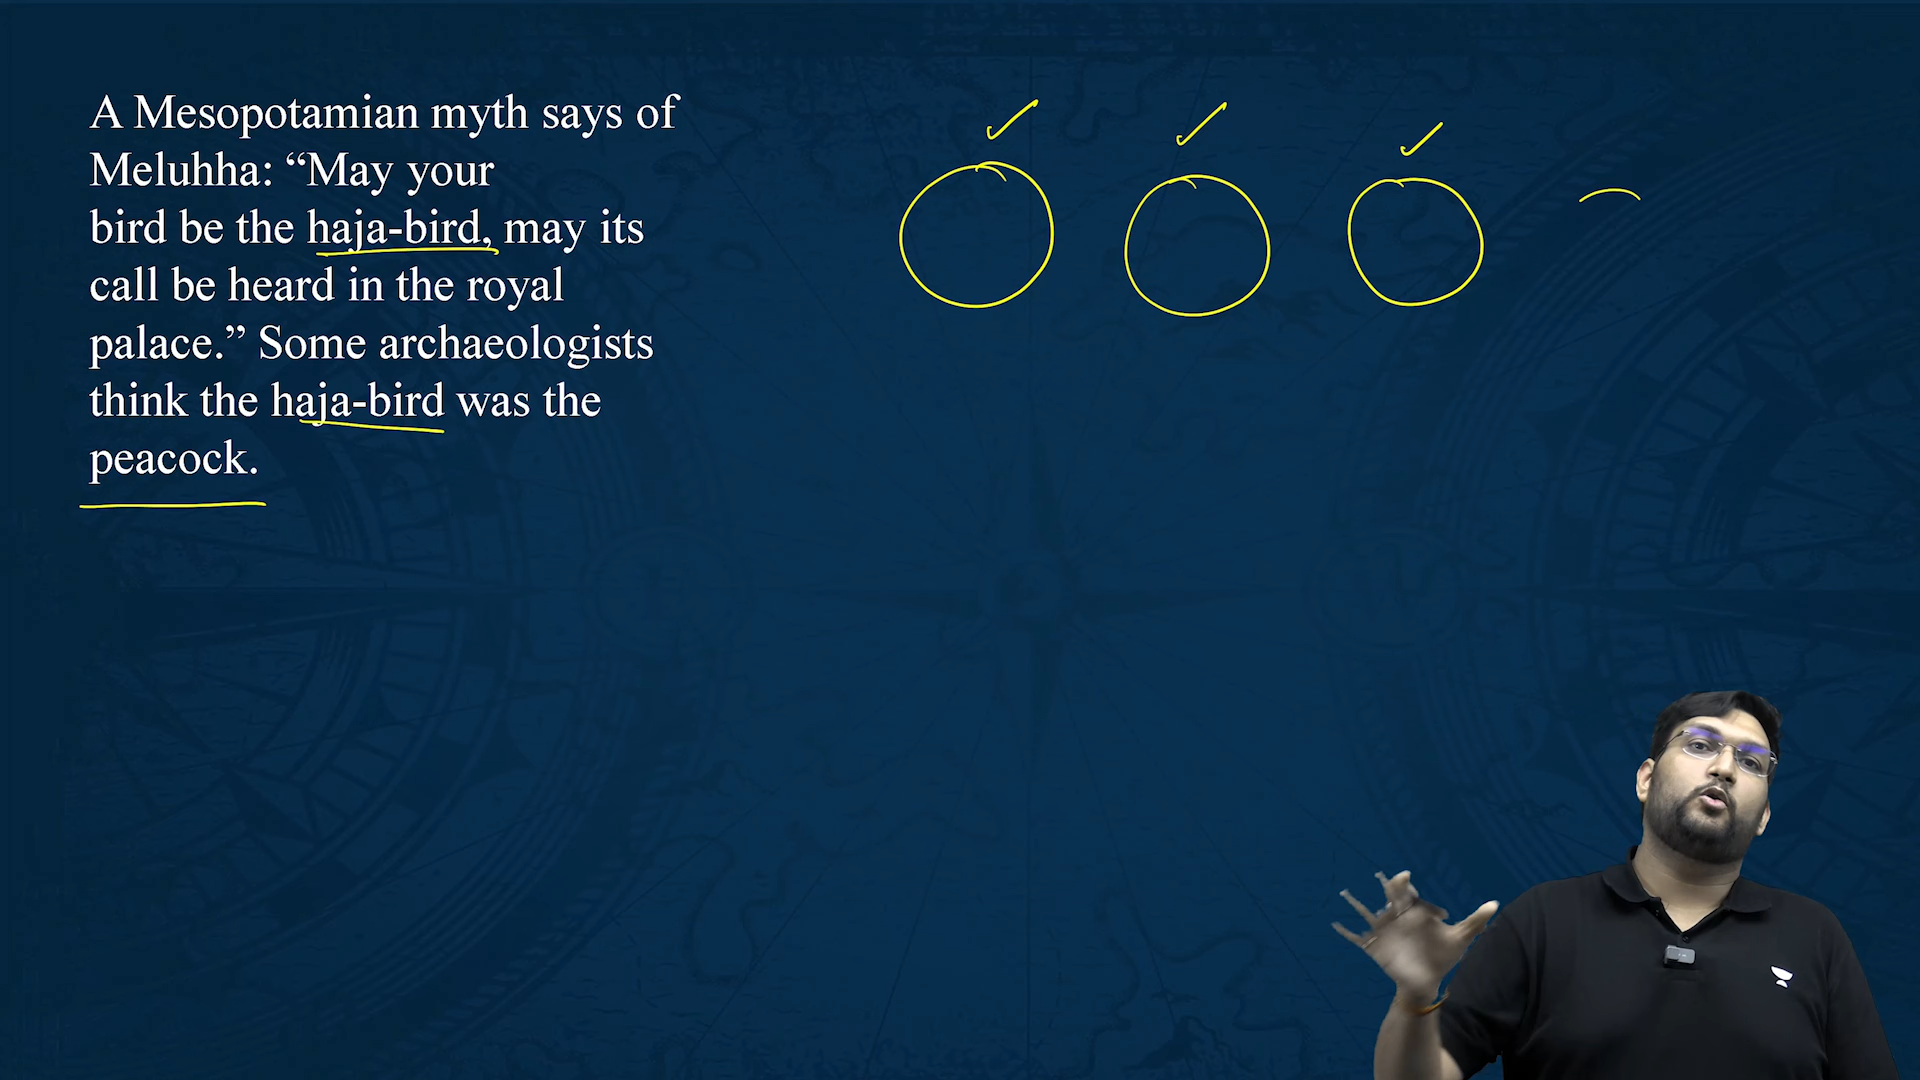 A Mesopotamian myth says of
Meluhha: “May your
bird be the haja-bird, may its
call be heard in the royal
palace.” Some archaeologists
think the haja-bird was the
peacock.